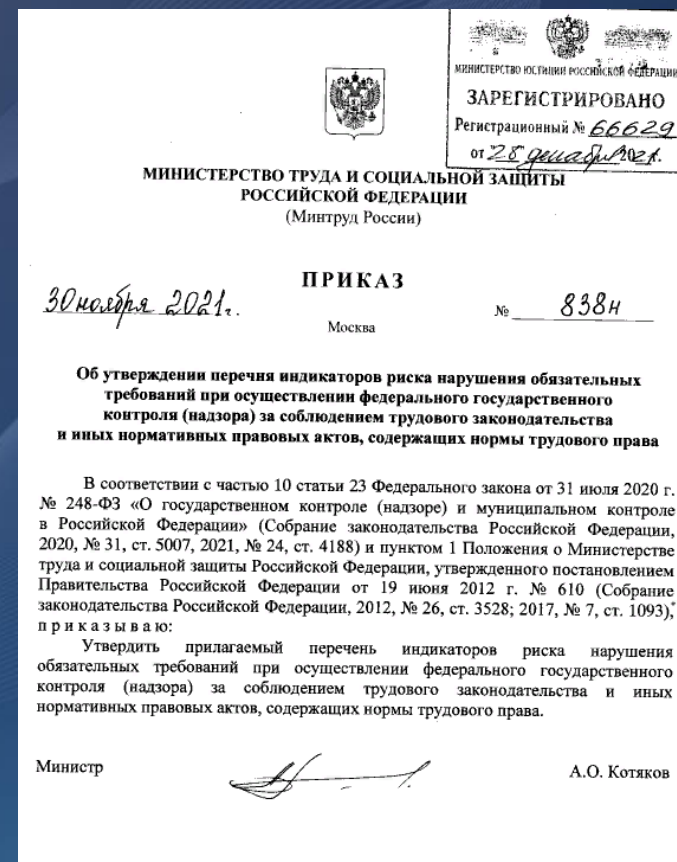 МИНИСТЕРСТВО ЮСТИЦИИ РОССИЙСКОЙ ФЕДЕРАЦИИ
ЗАРЕГИСТРИРОВАНО
Регистрационный № 66629
от 28 декабря 2021.
МИНИСТЕРСТВО ТРУДА И СОЦИАЛЬНОЙ ЗАЩИТЫ
РОССИЙСКОЙ ФЕДЕРАЦИИ
(Минтруд России)
ПРИКАЗ
30 ноября 2021г.
№ 838н
Москва
Об утверждении перечня индикаторов риска нарушения обязательных
требований при осуществлении федерального государственного
контроля (надзора) за соблюдением трудового законодательства
и иных нормативных правовых актов, содержащих нормы трудового права
В соответствии с частью 10 статьи 23 Федерального закона от 31 июля 2020 г.
№ 248-ФЗ «О государственном контроле (надзоре) и муниципальном контроле
в Российской Федерации» (Собрание законодательства Российской Федерации,
2020, № 31, ст. 5007, 2021, № 24, ст. 4188) и пунктом 1 Положения о Министерстве
труда и социальной защиты Российской Федерации, утвержденного постановлением
Правительства Российской Федерации от 19 июня 2012 г. № 610 (Собрание
законодательства Российской Федерации, 2012, № 26, ст. 3528; 2017, № 7, ст. 1093),
п р и к а з ы в а ю:
Утвердить прилагаемый перечень индикаторов риска нарушения
обязательных требований при осуществлении федерального государственного
контроля (надзора) за соблюдением трудового законодательства и иных
нормативных правовых актов, содержащих нормы трудового права.
Министр
А.О. Котяков